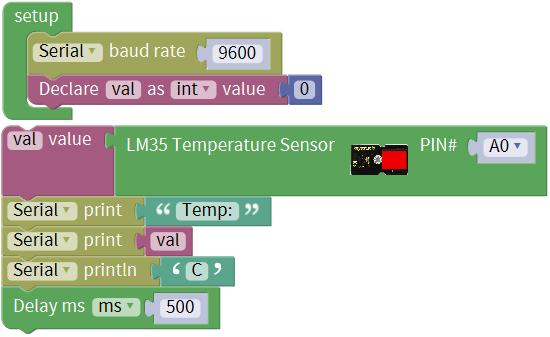 setup
Serial baud rate 9600
Declare val as int value 0
val value LM35 Temperature Sensor PIN# A0
Serial print “ Temp: ”
Serial print val
Serial println ‘ C ’
Delay ms ms 500